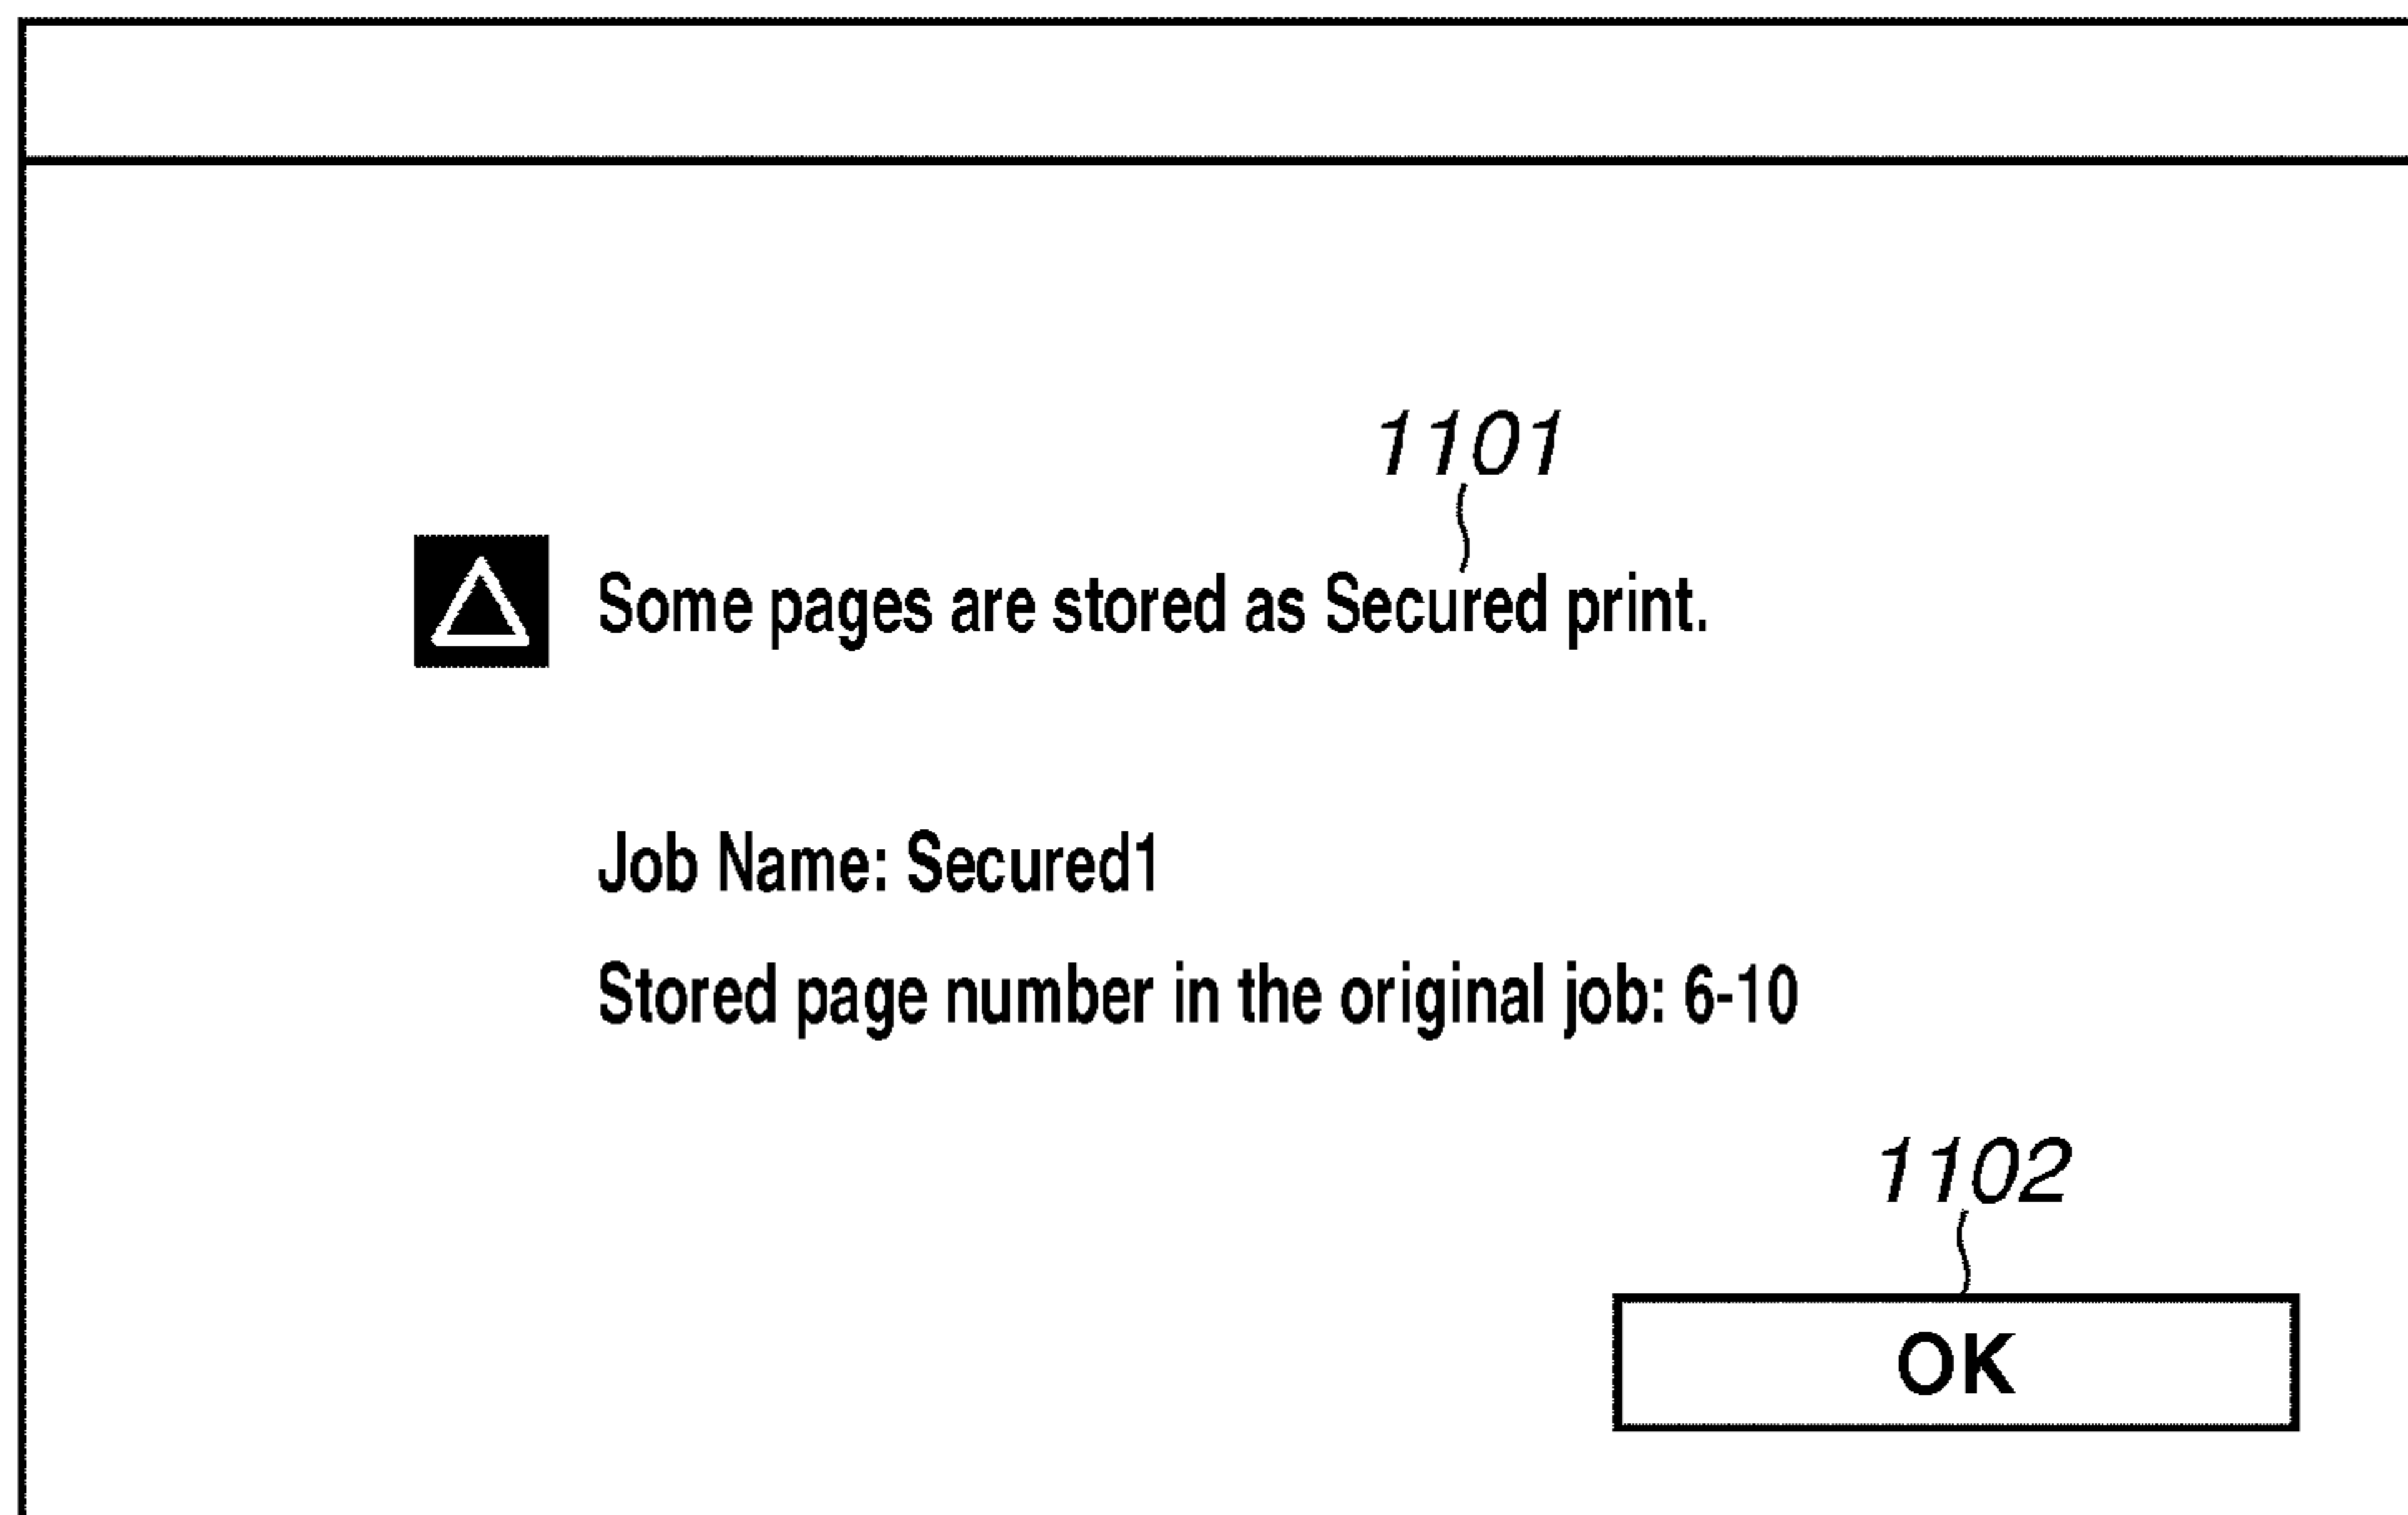 1101
Some pages are stored as Secured print.
Job Name: Secured1
Stored page number in the original job: 6-10
1102
OK